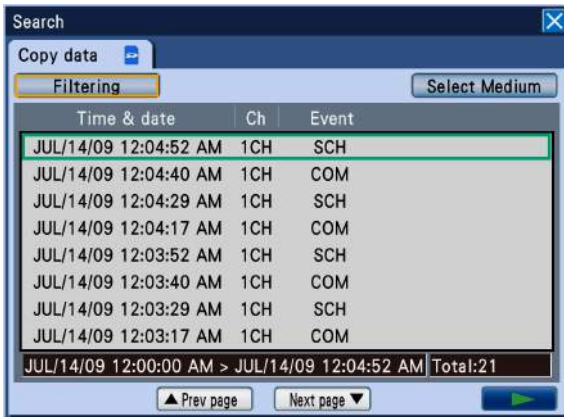 Search
Copy data
Filtering Select Medium
Time & date Ch Event
JUL/14/09 12:04:52 AM 1CH SCH
JUL/14/09 12:04:40 AM 1CH COM
JUL/14/09 12:04:29 AM 1CH SCH
JUL/14/09 12:04:17 AM 1CH COM
JUL/14/09 12:03:52 AM 1CH SCH
JUL/14/09 12:03:40 AM 1CH COM
JUL/14/09 12:03:29 AM 1CH SCH
JUL/14/09 12:03:17 AM 1CH COM
JUL/14/09 12:00:00 AM > JUL/14/09 12:04:52 AM Total:21
▲ Prev page Next page ▼